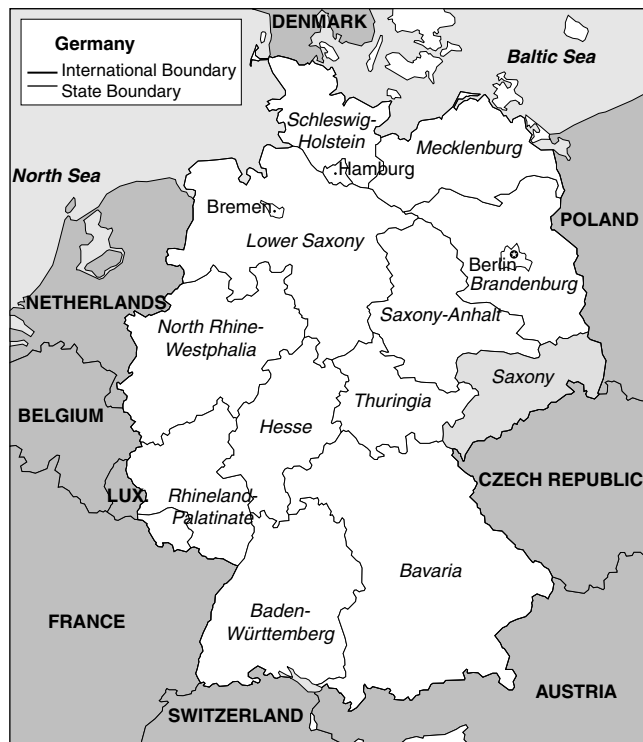 DENMARK
Germany
International Boundary
State Boundary
Baltic Sea
Schleswig-
Holstein
Mecklenburg
Hamburg
North Sea
Bremen
POLAND
Lower Saxony
Berlin
Brandenburg
NETHERLANDS
Saxony-Anhalt
North Rhine-
Westphalia
Saxony
Thuringia
BELGIUM
Hesse
CZECH REPUBLIC
LUX.
Rhineland-
Palatinate
Bavaria
FRANCE
Baden-
Württemberg
AUSTRIA
SWITZERLAND